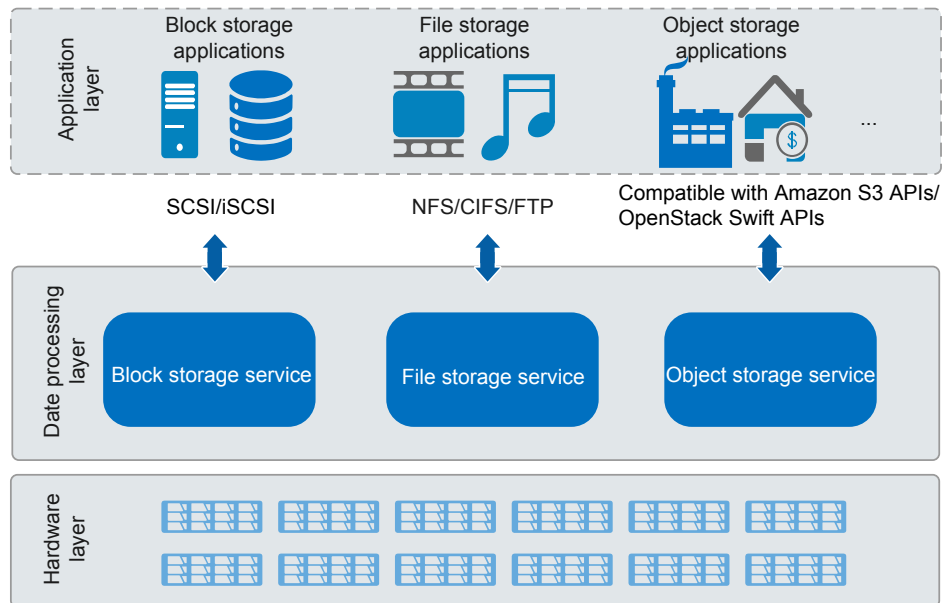 Application
layer
Block storage
applications
File storage
applications
Object storage
applications
$
...
SCSI/iSCSI
NFS/CIFS/FTP
Compatible with Amazon S3 APIs/
OpenStack Swift APIs
Date processing
layer
Block storage service
File storage service
Object storage service
Hardware
layer